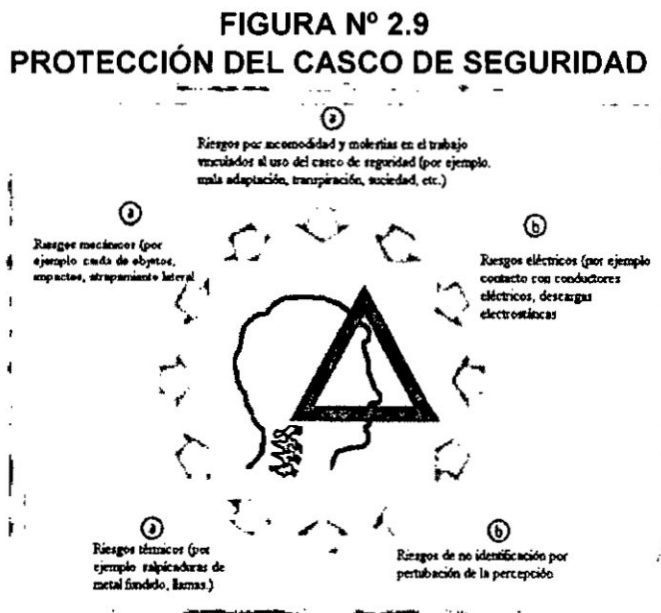 FIGURA Nº 2.9
PROTECCIÓN DEL CASCO DE SEGURIDAD
a
Riesgos por incomodidad y molestias en el trabajo
vinculados al uso del casco de seguridad (por ejemplo,
mala adaptación, transpiración, suciedad, etc.)
a
Riesgos mecánicos (por
ejemplo caída de objetos,
impactos, atrapamiento lateral
b
Riesgos eléctricos (por ejemplo
contacto con conductores
eléctricos, descargas
electrostáticas
a
Riesgos térmicos (por
ejemplo salpicaduras de
metal fundido, llamas.)
b
Riesgos de no identificación por
pertubación de la percepción